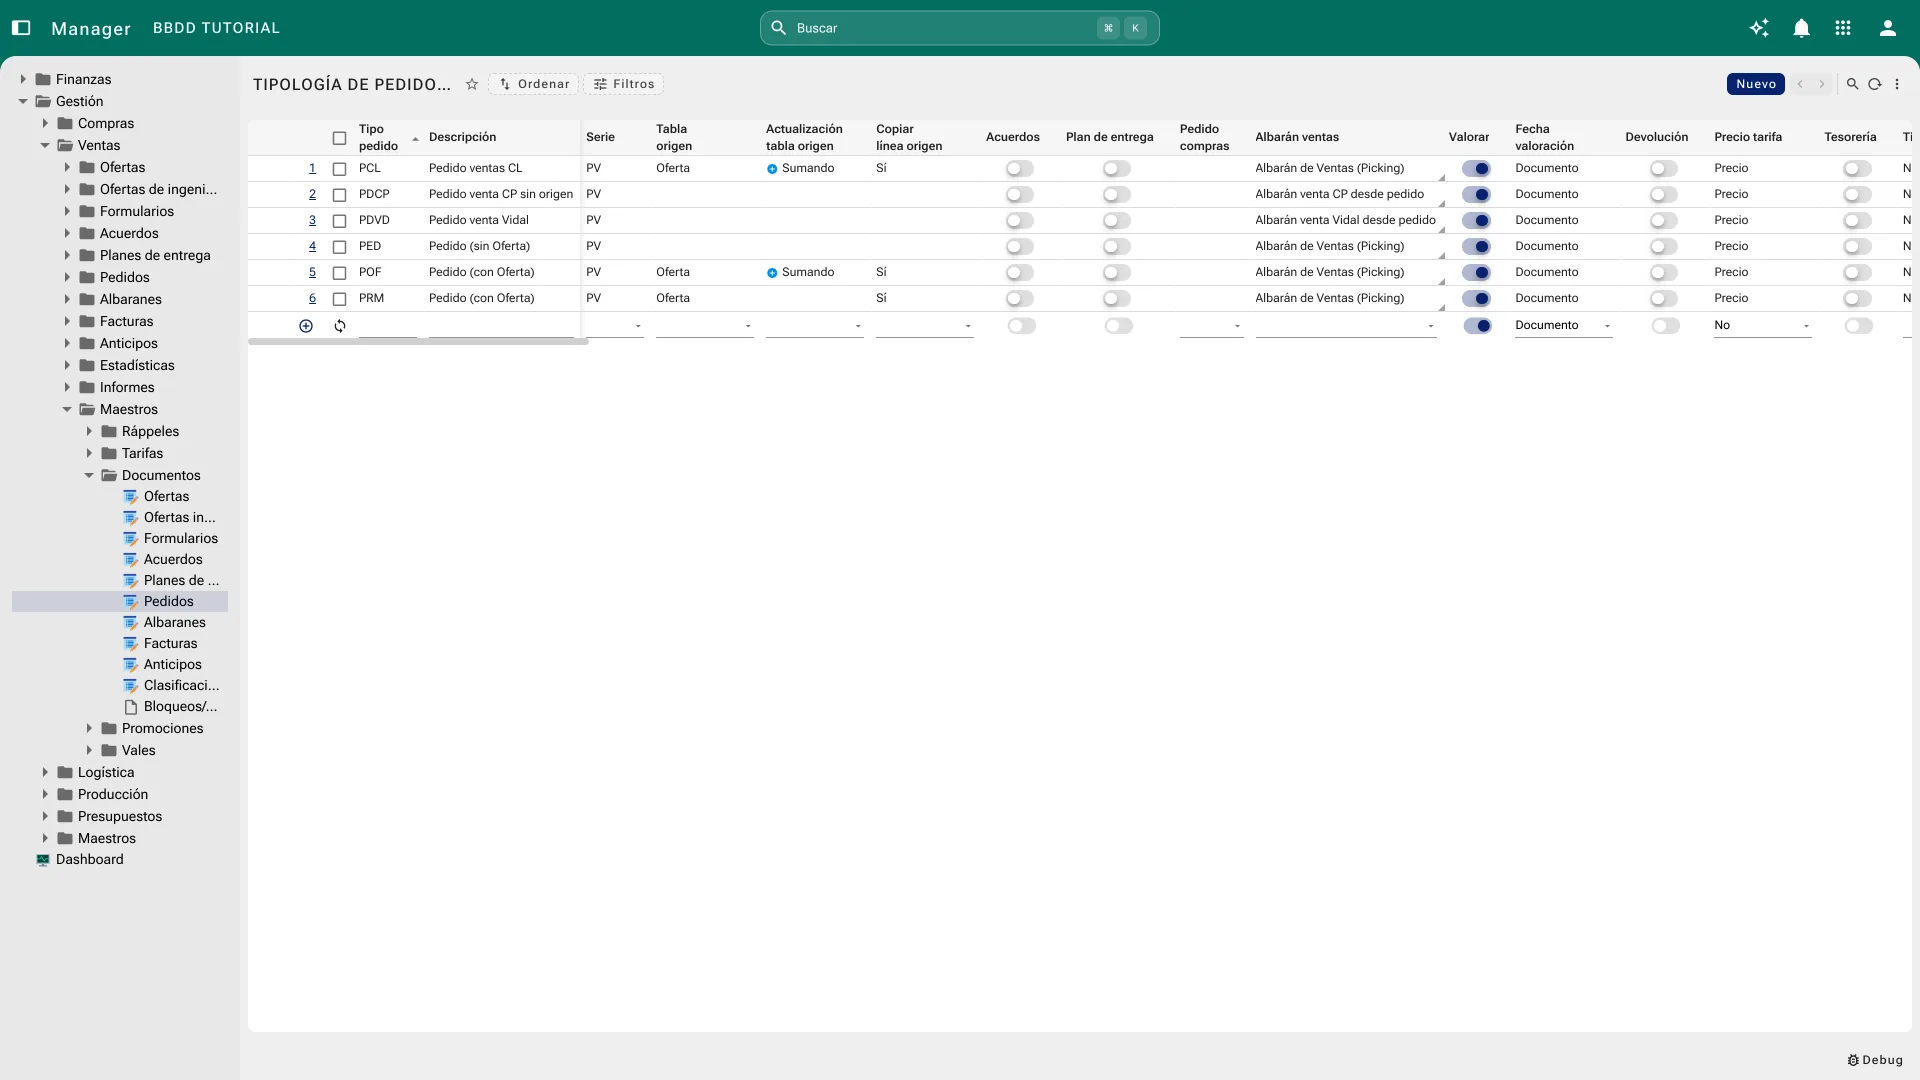 Manager BBDD TUTORIAL
Buscar ⌘ K
Finanzas
Gestión
Compras
Ventas
Ofertas
Ofertas de ingeni...
Formularios
Acuerdos
Planes de entrega
Pedidos
Albaranes
Facturas
Anticipos
Estadísticas
Informes
Maestros
Ráppeles
Tarifas
Documentos
Ofertas
Ofertas in...
Formularios
Acuerdos
Planes de ...
Pedidos
Albaranes
Facturas
Anticipos
Clasificaci...
Bloqueos/...
Promociones
Vales
Logística
Producción
Presupuestos
Maestros
Dashboard
TIPOLOGÍA DE PEDIDO... Ordenar Filtros Nuevo
Tipo pedido Descripción Serie Tabla origen Actualización tabla origen Copiar línea origen Acuerdos Plan de entrega Pedido compras Albarán ventas Valorar Fecha valoración Devolución Precio tarifa Tesorería Ti
1 PCL Pedido ventas CL PV Oferta Sumando Sí Albarán de Ventas (Picking) Documento Precio N
2 PDCP Pedido venta CP sin origen PV Albarán venta CP desde pedido Documento Precio N
3 PDVD Pedido venta Vidal PV Albarán venta Vidal desde pedido Documento Precio N
4 PED Pedido (sin Oferta) PV Albarán de Ventas (Picking) Documento Precio N
5 POF Pedido (con Oferta) PV Oferta Sumando Sí Albarán de Ventas (Picking) Documento Precio N
6 PRM Pedido (con Oferta) PV Oferta Sí Albarán de Ventas (Picking) Documento Precio N
Documento No
Debug